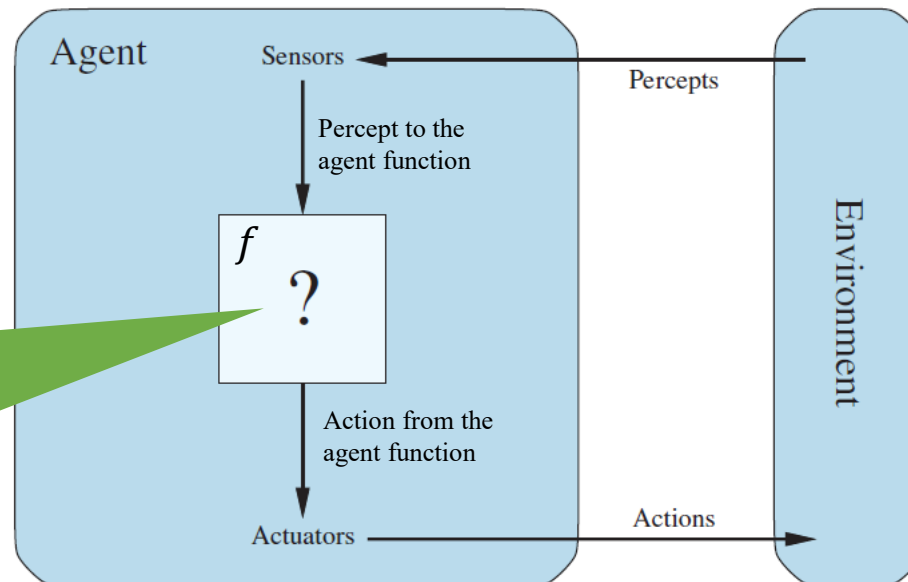 Agent
Sensors
Percepts
Percept to the
agent function
f
?
Environment
Action from the
agent function
Actuators
Actions